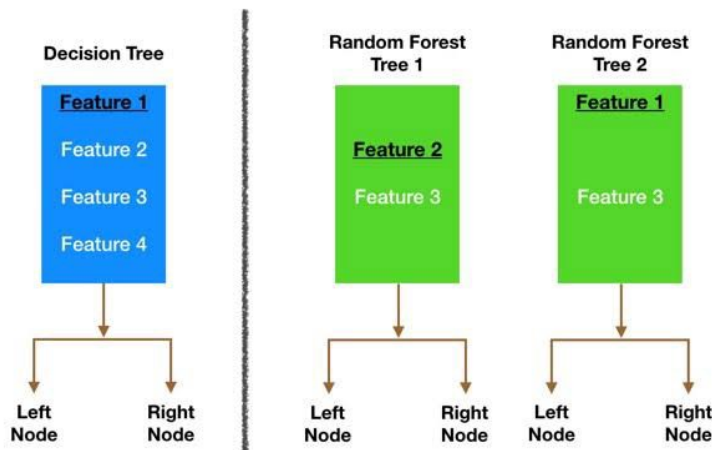 Decision Tree
Feature 1
Feature 2
Feature 3
Feature 4
Left
Node
Right
Node
Random Forest
Tree 1
Feature 2
Feature 3
Left
Node
Right
Node
Random Forest
Tree 2
Feature 1
Feature 3
Left
Node
Right
Node